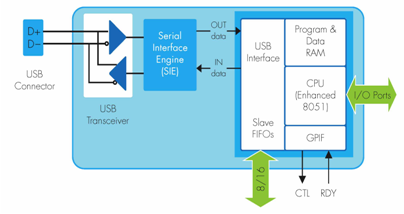 D+
D−
USB
Connector
USB
Transceiver
Serial
Interface
Engine
(SIE)
OUT
data
IN
data
USB
Interface
Slave
FIFOs
Program &
Data
RAM
CPU
(Enhanced
8051)
GPIF
I/O Ports
8/16
CTL
RDY